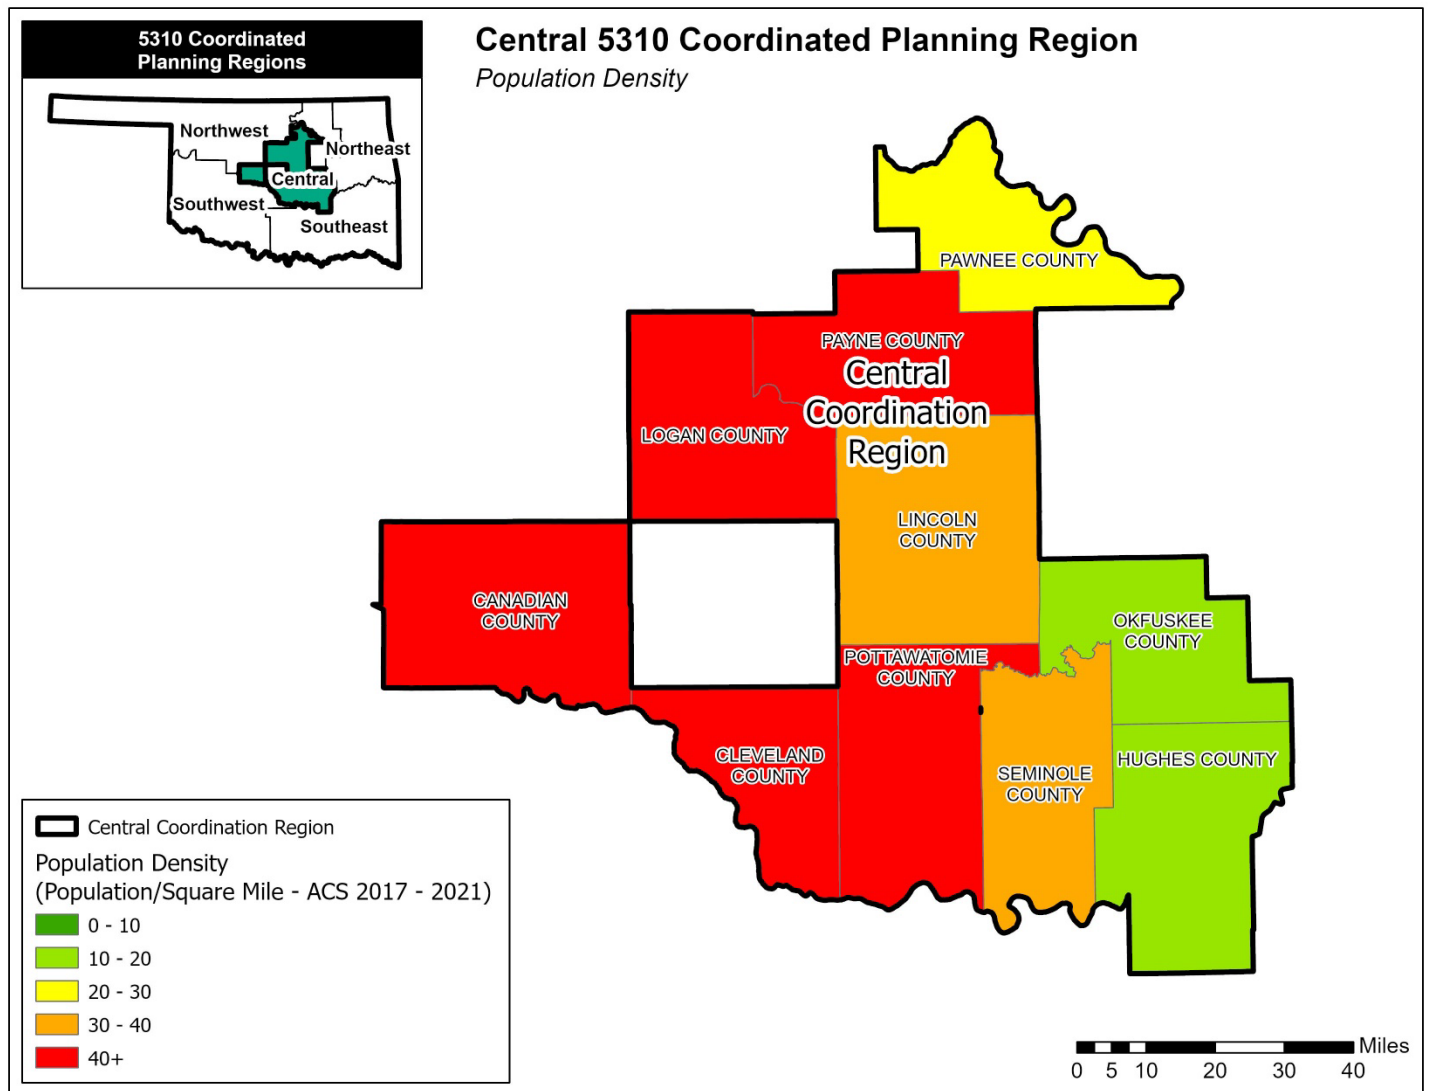 5310 Coordinated
Planning Regions
Northwest
Northeast
Central
Southwest
Southeast
Central 5310 Coordinated Planning Region
Population Density
PAWNEE COUNTY
PAYNE COUNTY
Central
Coordination
Region
LOGAN COUNTY
LINCOLN
COUNTY
CANADIAN
COUNTY
OKFUSKEE
COUNTY
POTTAWATOMIE
COUNTY
CLEVELAND
COUNTY
SEMINOLE
COUNTY
HUGHES COUNTY
Central Coordination Region
Population Density
(Population/Square Mile - ACS 2017 - 2021)
0 - 10
10 - 20
20 - 30
30 - 40
40+
Miles
0 5 10 20 30 40